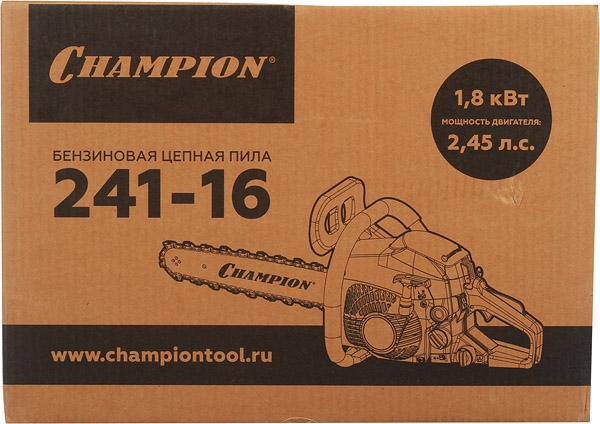 CHAMPION®
1,8 кВт
МОЩНОСТЬ ДВИГАТЕЛЯ:
2,45 л.с.
БЕНЗИНОВАЯ ЦЕПНАЯ ПИЛА
241-16
CHAMPION
www.championtool.ru